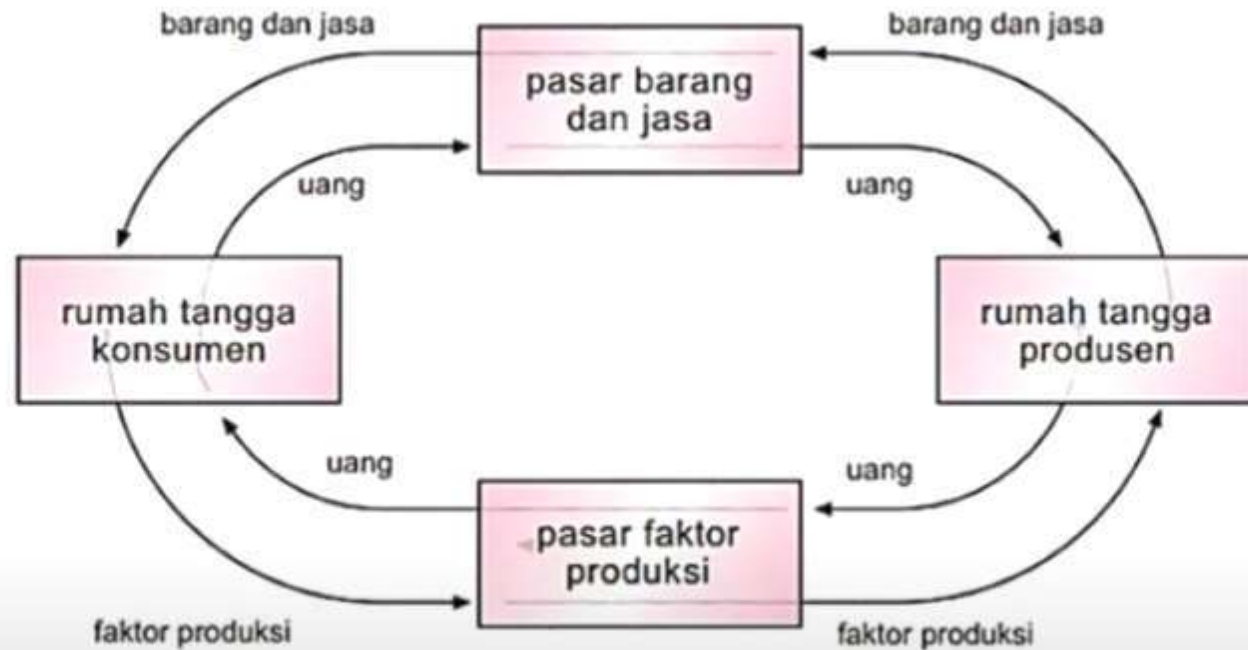 barang dan jasa
barang dan jasa
pasar barang
dan jasa
uang
uang
rumah tangga
konsumen
rumah tangga
produsen
uang
uang
pasar faktor
produksi
faktor produksi
faktor produksi